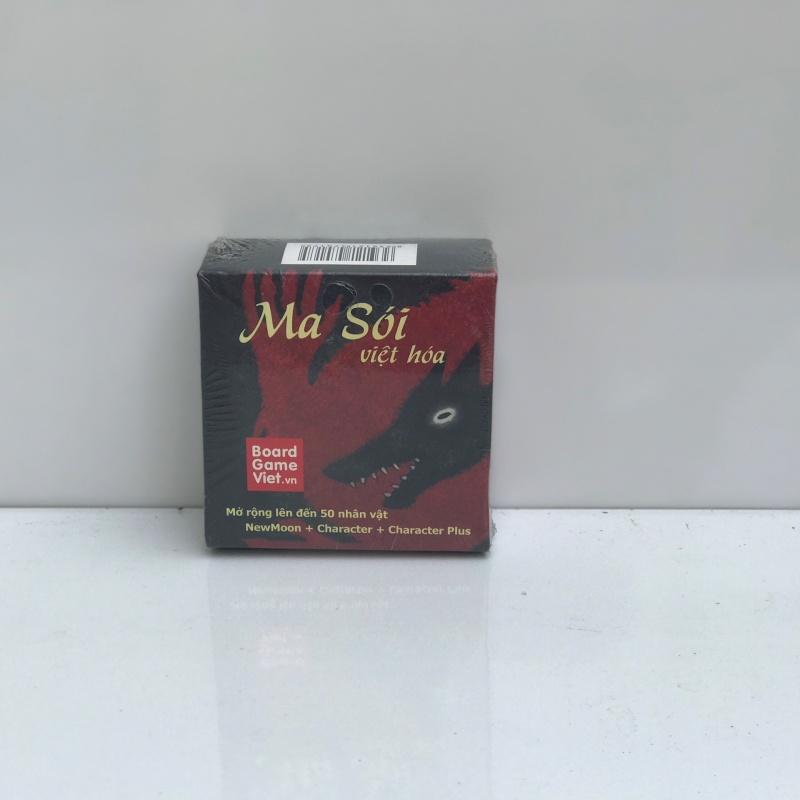 Ma Sói
việt hóa
Board
Game
Viet.vn
Mở rộng lên đến 50 nhân vật
NewMoon + Character + Character Plus